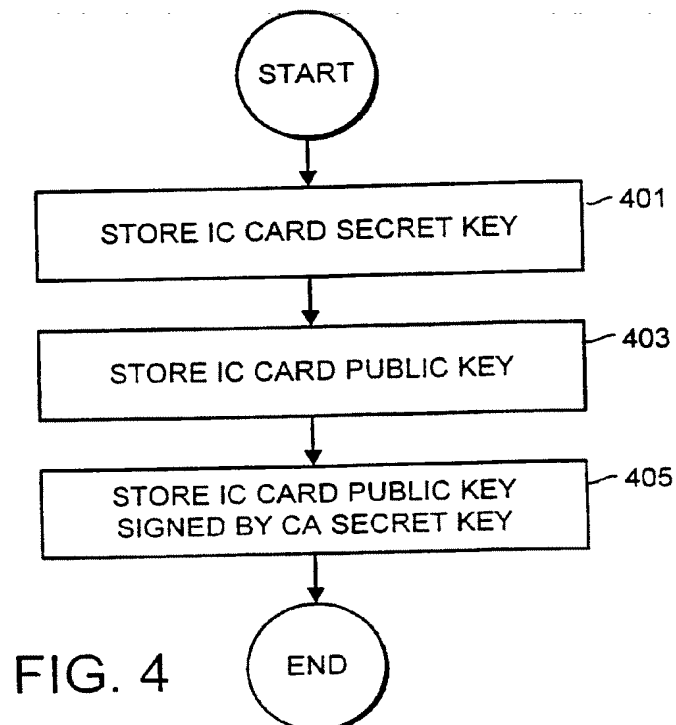 START
STORE IC CARD SECRET KEY
401
STORE IC CARD PUBLIC KEY
403
STORE IC CARD PUBLIC KEY
SIGNED BY CA SECRET KEY
405
END
FIG. 4